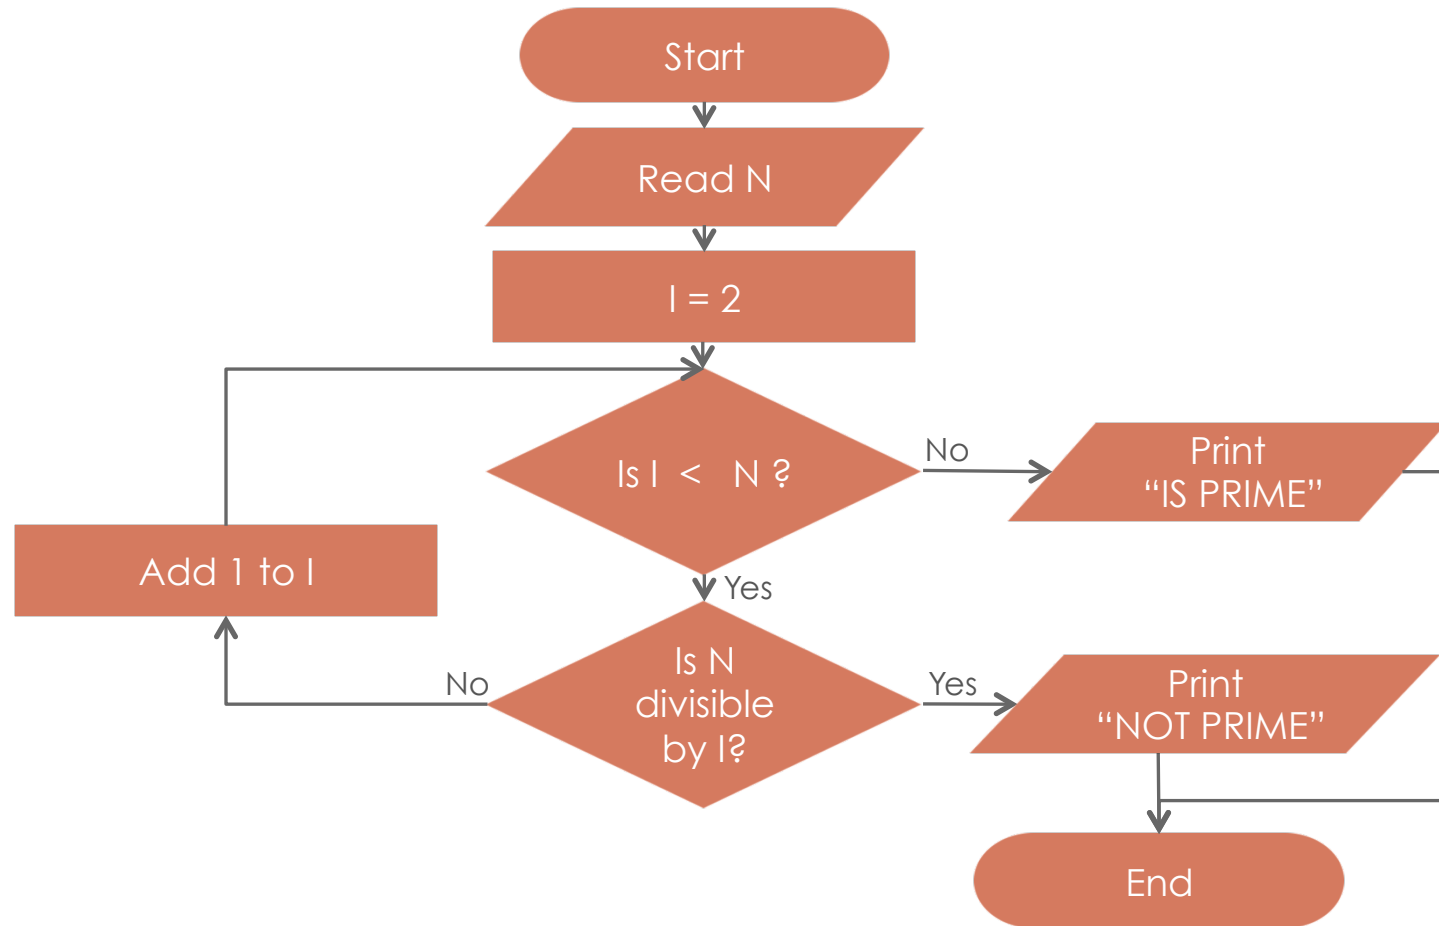 Start
Read N
I = 2
Is I < N ?
No
Print
“IS PRIME”
Add 1 to I
Yes
Is N
divisible
by I?
No
Yes
Print
“NOT PRIME”
End